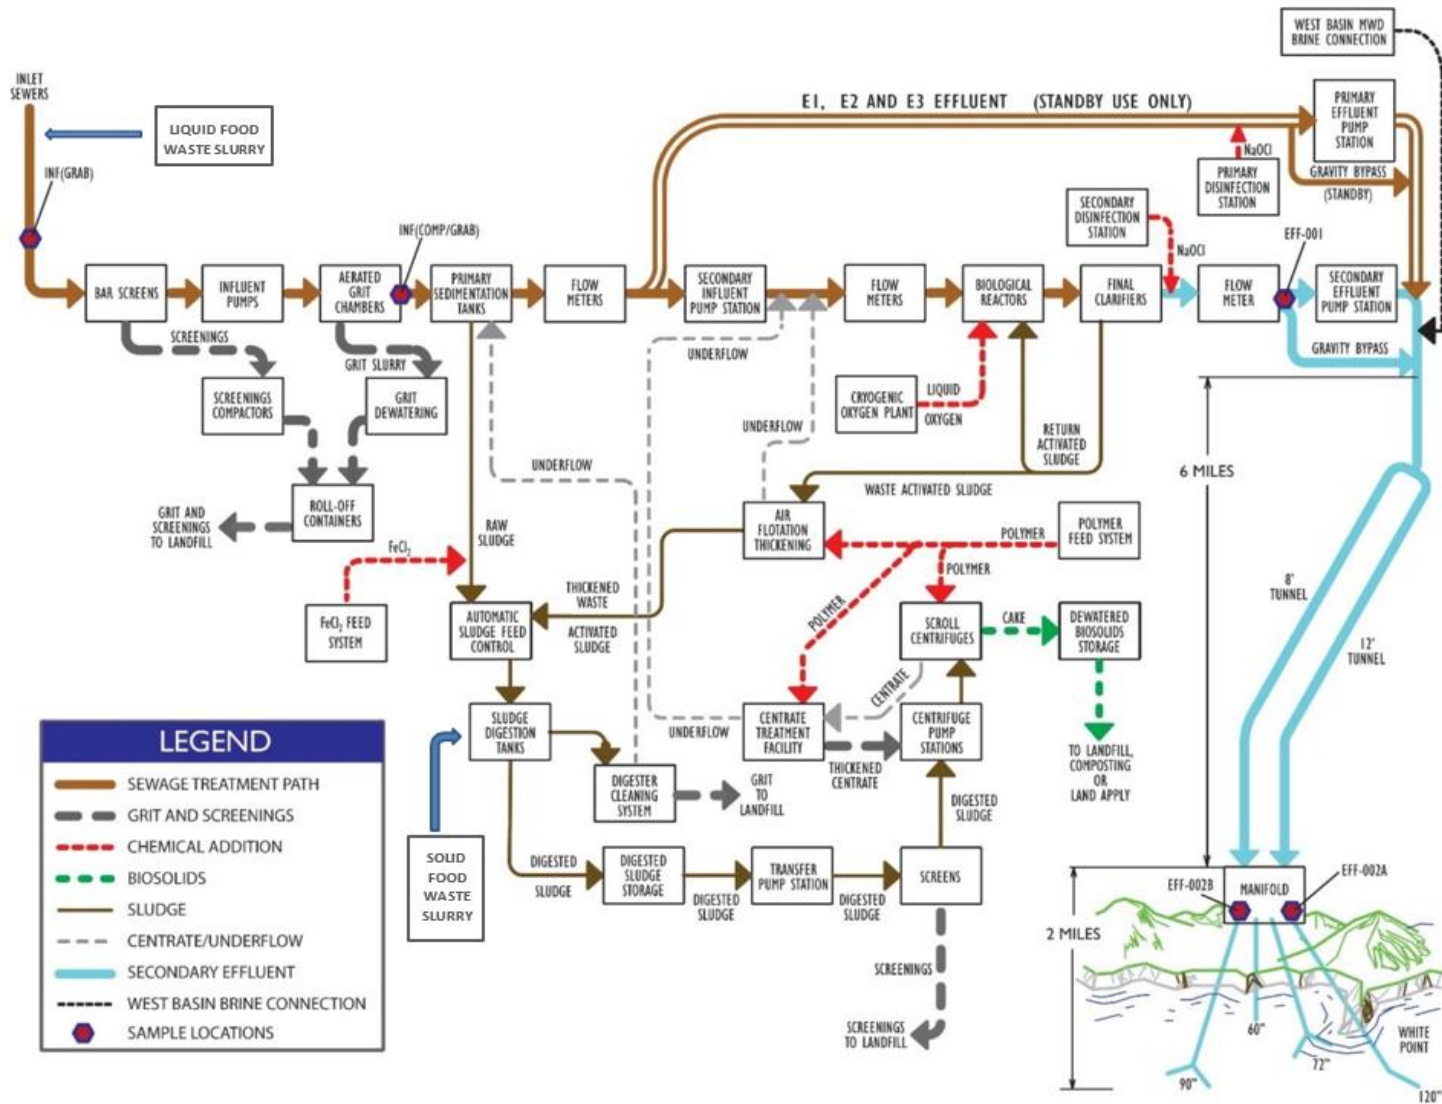 WEST BASIN MWD
BRINE CONNECTION
INLET
SEWERS
LIQUID FOOD
WASTE SLURRY
INF(GRAB)
E1, E2 AND E3 EFFLUENT (STANDBY USE ONLY)
PRIMARY
EFFLUENT
PUMP
STATION
NaOCl
PRIMARY
DISINFECTION
STATION
GRAVITY BYPASS
(STANDBY)
SECONDARY
DISINFECTION
STATION
NaOCl
EFF-001
INF(COMP/GRAB)
BAR SCREENS
INFLUENT
PUMPS
AERATED
GRIT
CHAMBERS
PRIMARY
SEDIMENTATION
TANKS
FLOW
METERS
SECONDARY
INFLUENT
PUMP STATION
FLOW
METERS
BIOLOGICAL
REACTORS
FINAL
CLARIFIERS
FLOW
METER
SECONDARY
EFFLUENT
PUMP STATION
SCREENINGS
GRIT SLURRY
UNDERFLOW
GRAVITY BYPASS
SCREENINGS
COMPACTORS
GRIT
DEWATERING
CRYOGENIC
OXYGEN PLANT
LIQUID
OXYGEN
UNDERFLOW
RETURN
ACTIVATED
SLUDGE
6 MILES
UNDERFLOW
WASTE ACTIVATED SLUDGE
GRIT AND
SCREENINGS
TO LANDFILL
ROLL-OFF
CONTAINERS
RAW
SLUDGE
AIR
FLOTATION
THICKENING
POLYMER
POLYMER
FEED SYSTEM
FeCl2
POLYMER
THICKENED
WASTE
ACTIVATED
SLUDGE
POLYMER
8'
TUNNEL
12'
TUNNEL
FeCl2 FEED
SYSTEM
AUTOMATIC
SLUDGE FEED
CONTROL
SCROLL
CENTRIFUGES
CAKE
DEWATERED
BIOSOLIDS
STORAGE
CENTRATE
SLUDGE
DIGESTION
TANKS
UNDERFLOW
CENTRATE
TREATMENT
FACILITY
THICKENED
CENTRATE
CENTRIFUGE
PUMP
STATIONS
TO LANDFILL,
COMPOSTING
OR
LAND APPLY
DIGESTER
CLEANING
SYSTEM
GRIT
TO
LANDFILL
DIGESTED
SLUDGE
SOLID
FOOD
WASTE
SLURRY
DIGESTED
SLUDGE
DIGESTED
SLUDGE
STORAGE
DIGESTED
SLUDGE
TRANSFER
PUMP STATION
DIGESTED
SLUDGE
SCREENS
SCREENINGS
SCREENINGS
TO LANDFILL
LEGEND
SEWAGE TREATMENT PATH
GRIT AND SCREENINGS
CHEMICAL ADDITION
BIOSOLIDS
SLUDGE
CENTRATE/UNDERFLOW
SECONDARY EFFLUENT
WEST BASIN BRINE CONNECTION
SAMPLE LOCATIONS
EFF-002B
MANIFOLD
EFF-002A
2 MILES
60"
72"
90"
120"
WHITE
POINT